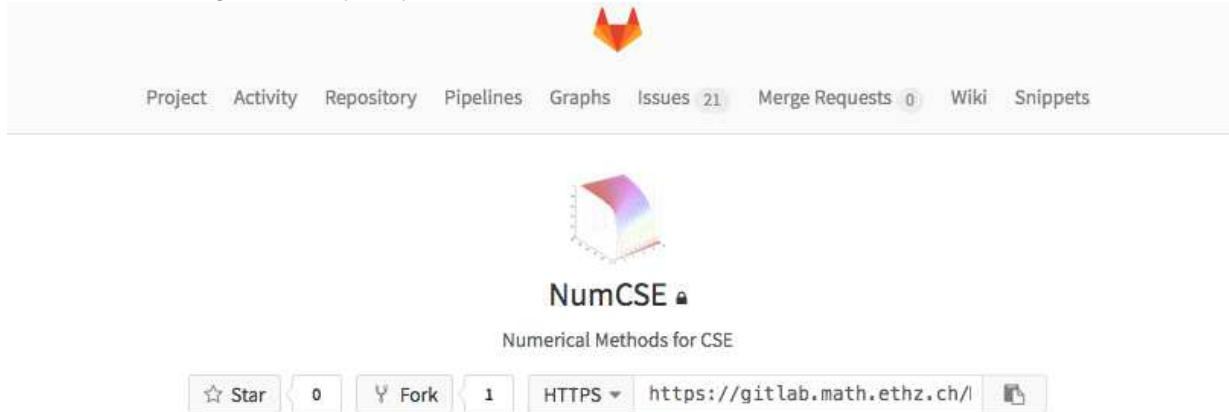 Project Activity Repository Pipelines Graphs Issues 21 Merge Requests 0 Wiki Snippets
NumCSE
Numerical Methods for CSE
Star 0 Fork 1 HTTPS https://gitlab.math.ethz.ch/